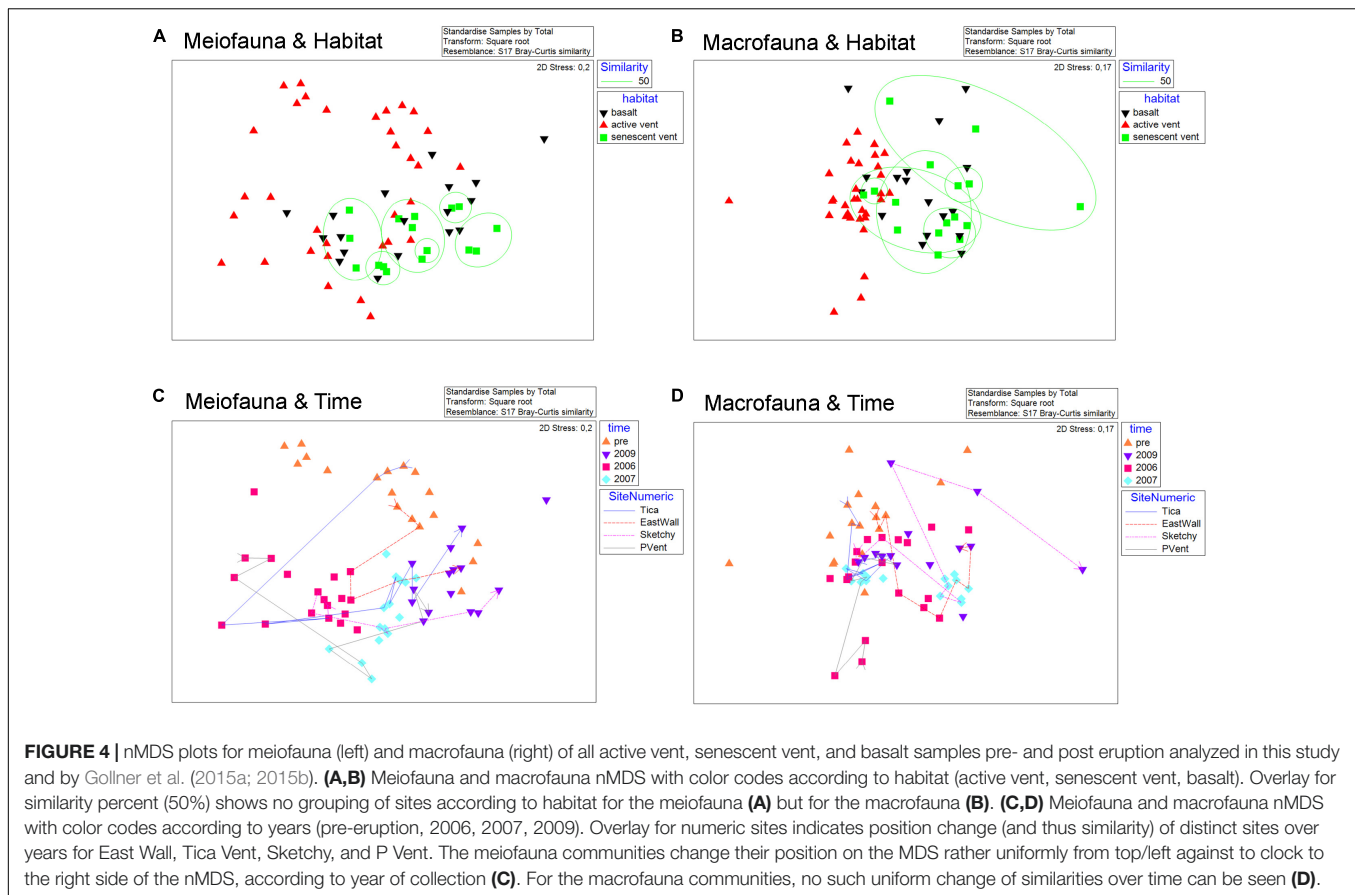 A Meiofauna & Habitat
Standardise Samples by Total
Transform: Square root
Resemblance: S17 Bray-Curtis similarity
2D Stress: 0,2
Similarity
50
habitat
basalt
active vent
senescent vent
B Macrofauna & Habitat
Standardise Samples by Total
Transform: Square root
Resemblance: S17 Bray-Curtis similarity
2D Stress: 0,17
Similarity
50
habitat
basalt
active vent
senescent vent
C Meiofauna & Time
Standardise Samples by Total
Transform: Square root
Resemblance: S17 Bray-Curtis similarity
2D Stress: 0,2
time
pre
2009
2006
2007
SiteNumeric
Tica
EastWall
Sketchy
PVent
D Macrofauna & Time
Standardise Samples by Total
Transform: Square root
Resemblance: S17 Bray-Curtis similarity
2D Stress: 0,17
time
pre
2009
2006
2007
SiteNumeric
Tica
EastWall
Sketchy
PVent
FIGURE 4 | nMDS plots for meiofauna (left) and macrofauna (right) of all active vent, senescent vent, and basalt samples pre- and post eruption analyzed in this study
and by Gollner et al. (2015a; 2015b). (A,B) Meiofauna and macrofauna nMDS with color codes according to habitat (active vent, senescent vent, basalt). Overlay for
similarity percent (50%) shows no grouping of sites according to habitat for the meiofauna (A) but for the macrofauna (B). (C,D) Meiofauna and macrofauna nMDS
with color codes according to years (pre-eruption, 2006, 2007, 2009). Overlay for numeric sites indicates position change (and thus similarity) of distinct sites over
years for East Wall, Tica Vent, Sketchy, and P Vent. The meiofauna communities change their position on the MDS rather uniformly from top/left against to clock to
the right side of the nMDS, according to year of collection (C). For the macrofauna communities, no such uniform change of similarities over time can be seen (D).